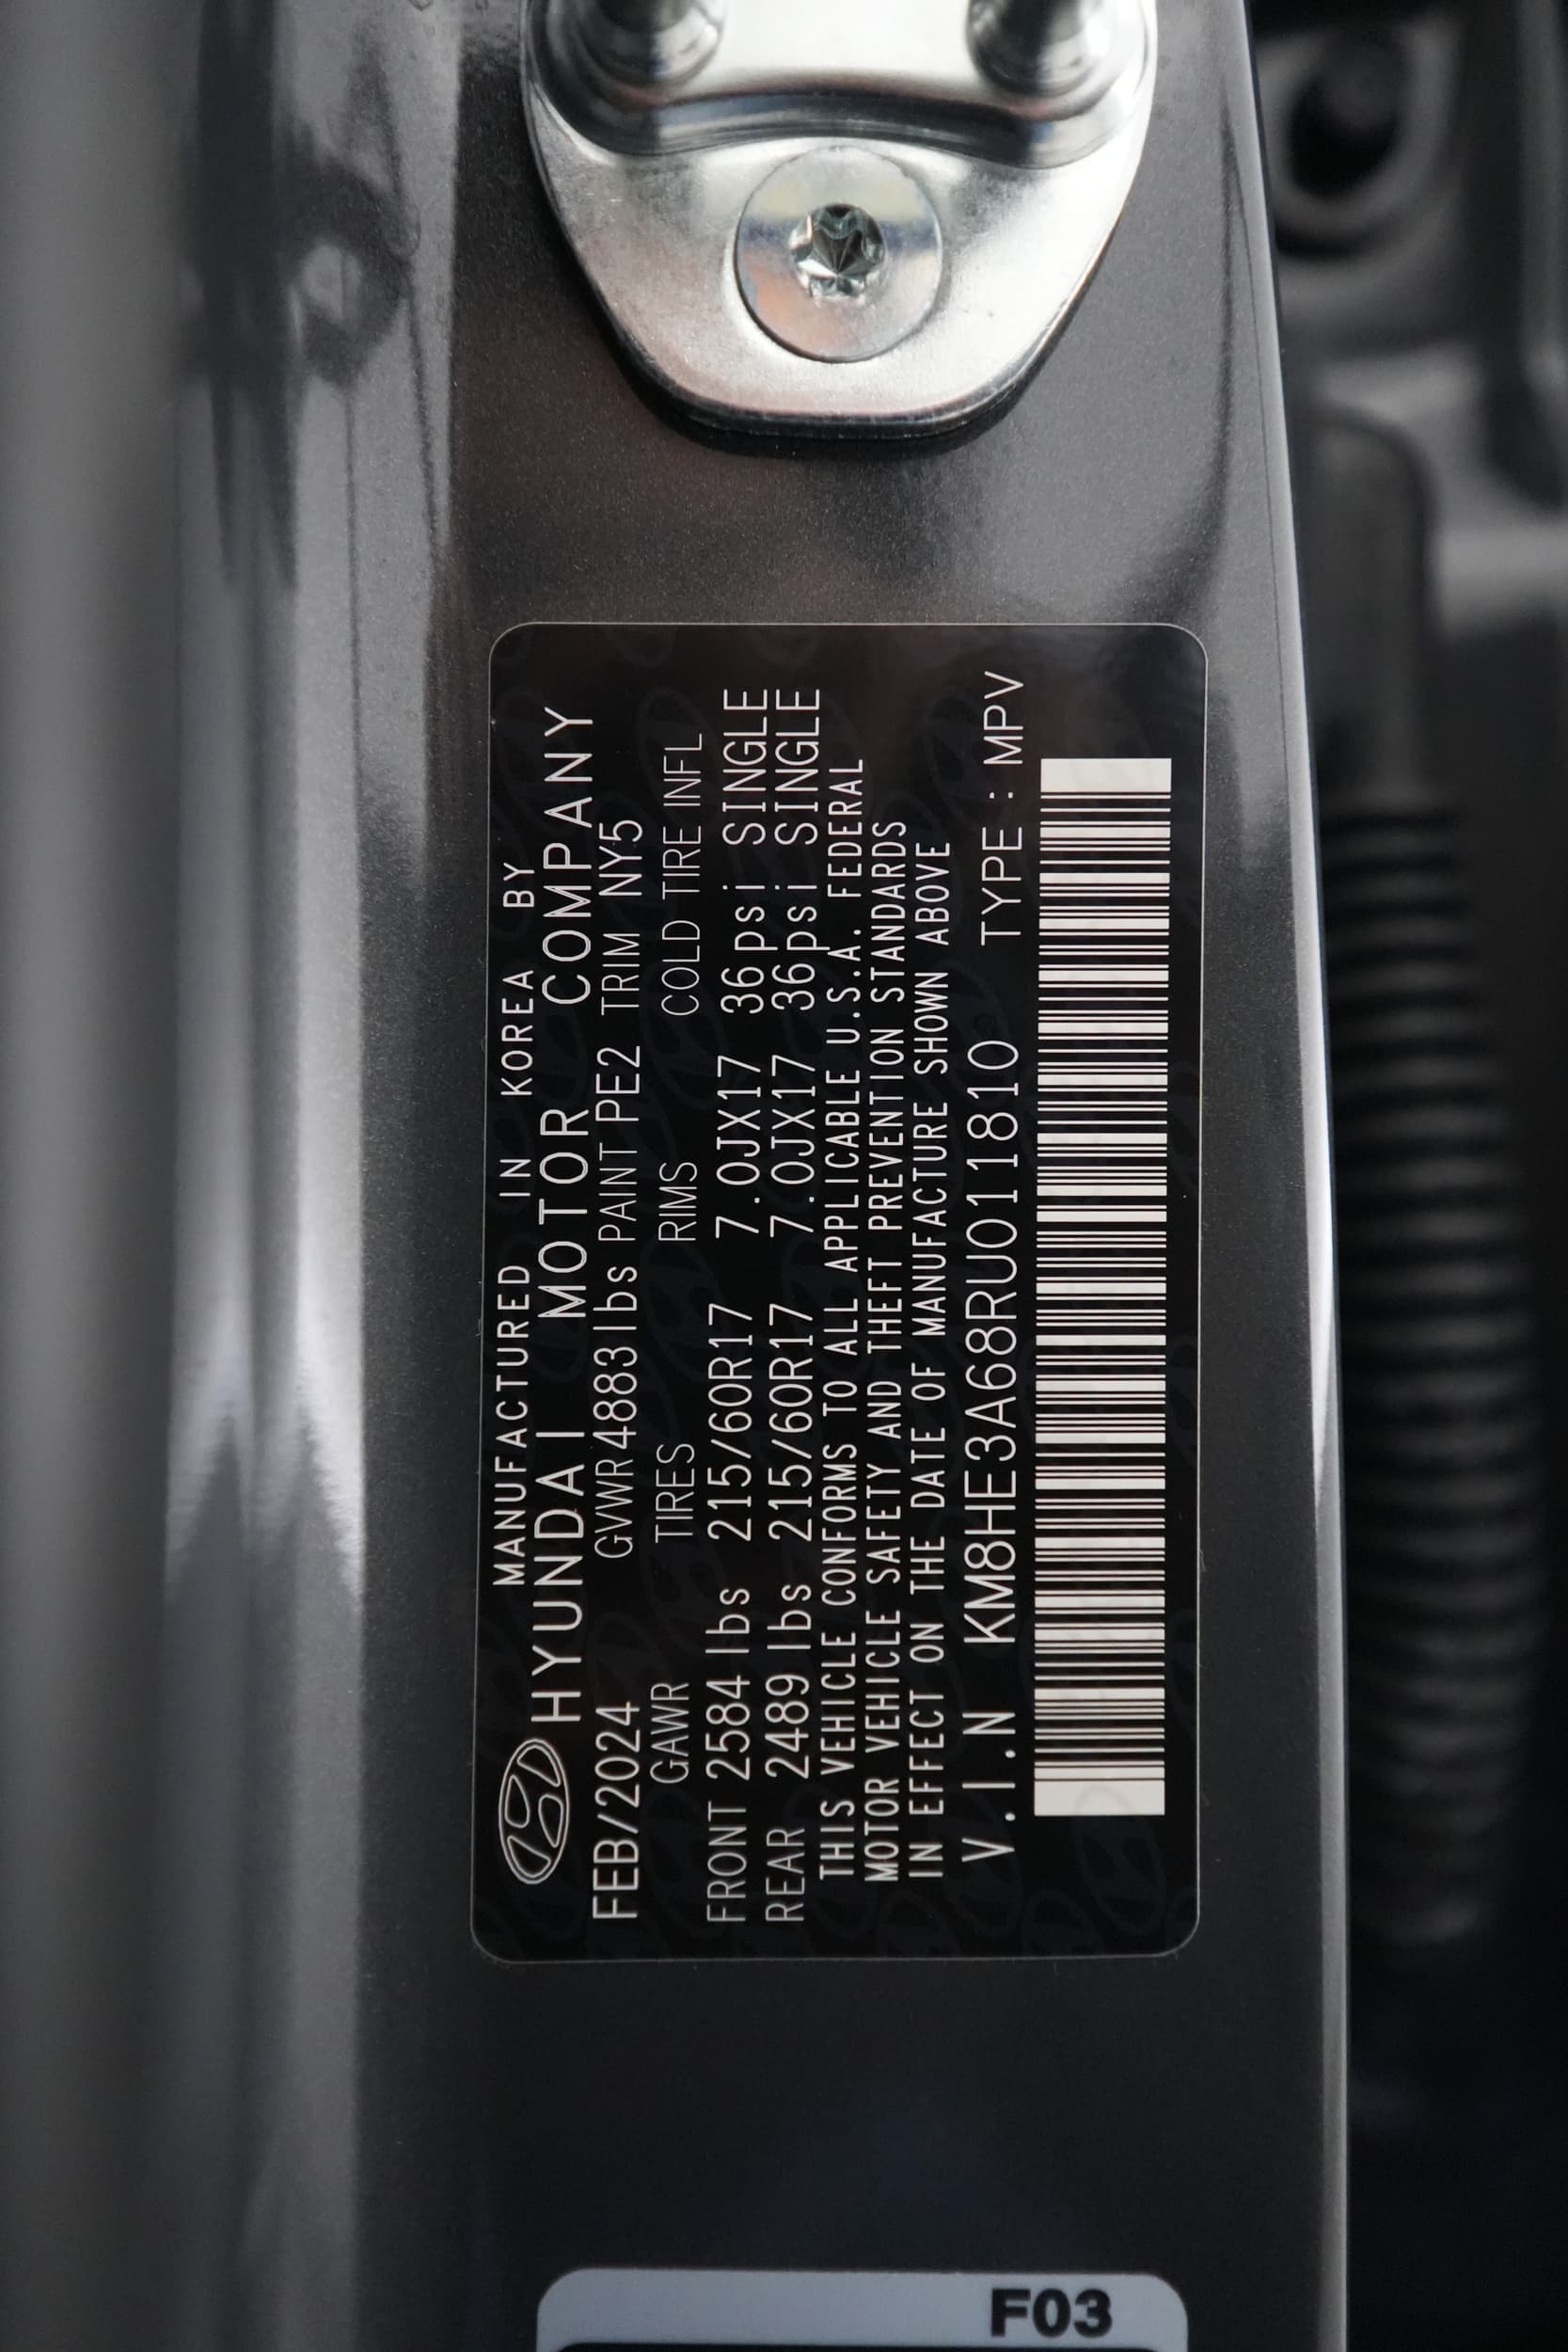 MANUFACTURED IN KOREA BY
HYUNDAI MOTOR COMPANY
FEB/2024 GVWR4883lbs PAINT PE2 TRIM NY5
GAWR TIRES RIMS COLD TIRE INFL
FRONT 2584 lbs 215/60R17 7.0JX17 36psi SINGLE
REAR 2489 lbs 215/60R17 7.0JX17 36psi SINGLE
THIS VEHICLE CONFORMS TO ALL APPLICABLE U.S.A. FEDERAL
MOTOR VEHICLE SAFETY AND THEFT PREVENTION STANDARDS
IN EFFECT ON THE DATE OF MANUFACTURE SHOWN ABOVE
V.I.N KM8HE3A68RU011810 TYPE:MPV
F03